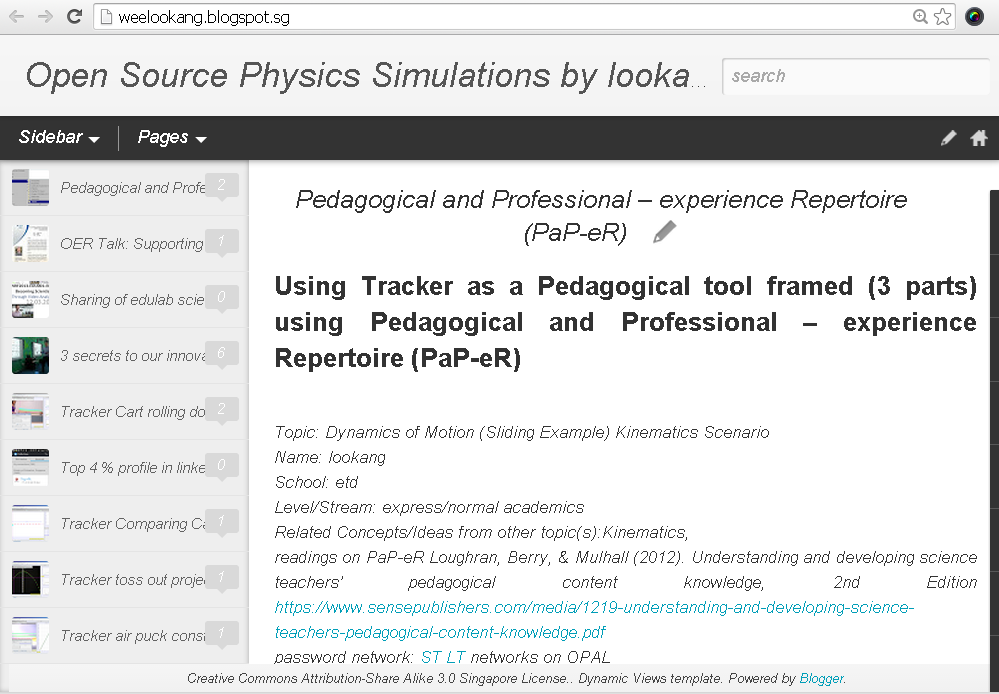 weelookang.blogspot.sg
Open Source Physics Simulations by looka...
search
Sidebar
Pages
Pedagogical and Profe
2
OER Talk: Supporting
1
Sharing of edulab scie
0
3 secrets to our innova
6
Tracker Cart rolling do
2
Top 4 % profile in linke
0
Tracker Comparing Ca
1
Tracker toss out proje
1
Tracker air puck const
1
Pedagogical and Professional – experience Repertoire
(PaP-eR)
Using Tracker as a Pedagogical tool framed (3 parts)
using Pedagogical and Professional – experience
Repertoire (PaP-eR)
Topic: Dynamics of Motion (Sliding Example) Kinematics Scenario
Name: lookang
School: etd
Level/Stream: express/normal academics
Related Concepts/Ideas from other topic(s):Kinematics,
readings on PaP-eR Loughran, Berry, & Mulhall (2012). Understanding and developing science
teachers' pedagogical content knowledge, 2nd Edition
https://www.sensepublishers.com/media/1219-understanding-and-developing-science-
teachers-pedagogical-content-knowledge.pdf
password network: ST LT networks on OPAL
Creative Commons Attribution-Share Alike 3.0 Singapore License.. Dynamic Views template. Powered by Blogger.